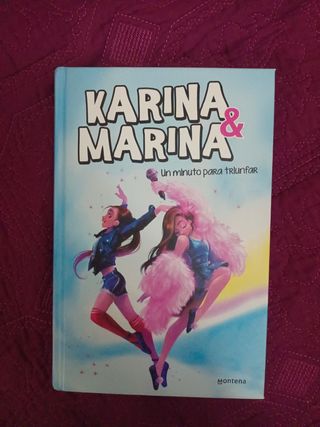 KARINA
&
MARINA
Un minuto para triunfar
montena